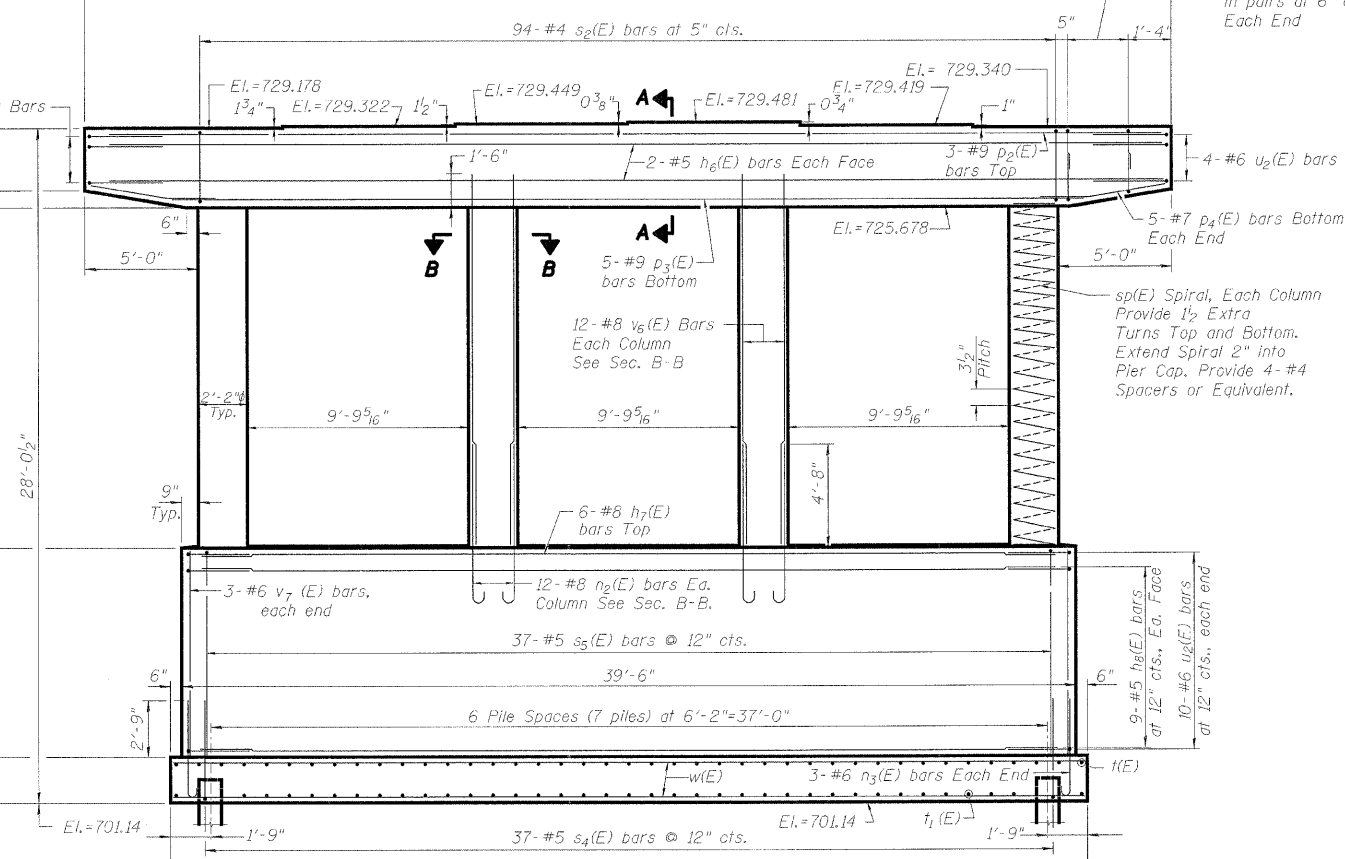 in pairs at 6"
Each End
94-#4 s2(E) bars at 5" cts.
5"
1'-4"
El.=729.178
1 3/4"
El.=729.322
1 1/2"
El.=729.449
0 3/8"
A
El.=729.481
0 3/4"
El.=729.419
El.= 729.340
1"
Bars
1'-6"
2-#5 h6(E) bars Each Face
3-#9 p2(E)
bars Top
4-#6 u2(E) bars
6"
B
B
A
El.=725.678
5-#7 p4(E) bars Bottom
Each End
5'-0"
5-#9 p3(E)
bars Bottom
5'-0"
sp(E) Spiral, Each Column
Provide 1 1/2 Extra
Turns Top and Bottom.
Extend Spiral 2" into
Pier Cap. Provide 4-#4
Spacers or Equivalent.
12-#8 v6(E) Bars
Each Column
See Sec. B-B
3 1/2"
Pitch
2'-2"ϕ
Typ.
9'-9 5/16"
9'-9 5/16"
9'-9 5/16"
28'-0 1/2"
4'-8"
9"
Typ.
6-#8 h7(E)
bars Top
3-#6 v7 (E) bars,
each end
12-#8 n2(E) bars Ea.
Column See Sec. B-B.
37-#5 s5(E) bars @ 12" cts.
9-#5 h8(E) bars
at 12" cts., Ea. Face
10-#6 u2(E) bars
at 12" cts., each end
6"
39'-6"
6"
2'-9"
6 Pile Spaces (7 piles) at 6'-2"=37'-0"
w(E)
3-#6 n3(E) bars Each End
t(E)
El.=701.14
1'-9"
El.=701.14
t1(E)
1'-9"
37-#5 s4(E) bars @ 12" cts.